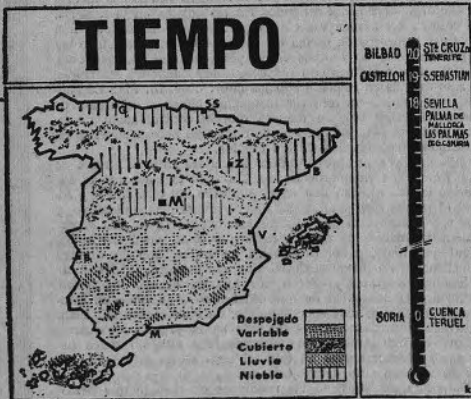 TIEMPO
C
O
SS
V
Z
B
M
V
B
M
Despejado
Variable
Cubierto
Lluvia
Niebla
BILBAO 20 STª CRUZ D TENERIFE
CASTELLON 19 S.SEBASTIAN
18 SEVILLA
PALMA DE
MALLORCA
LAS PALMAS
DE G.CANARIA
SORIA 0 CUENCA
TERUEL